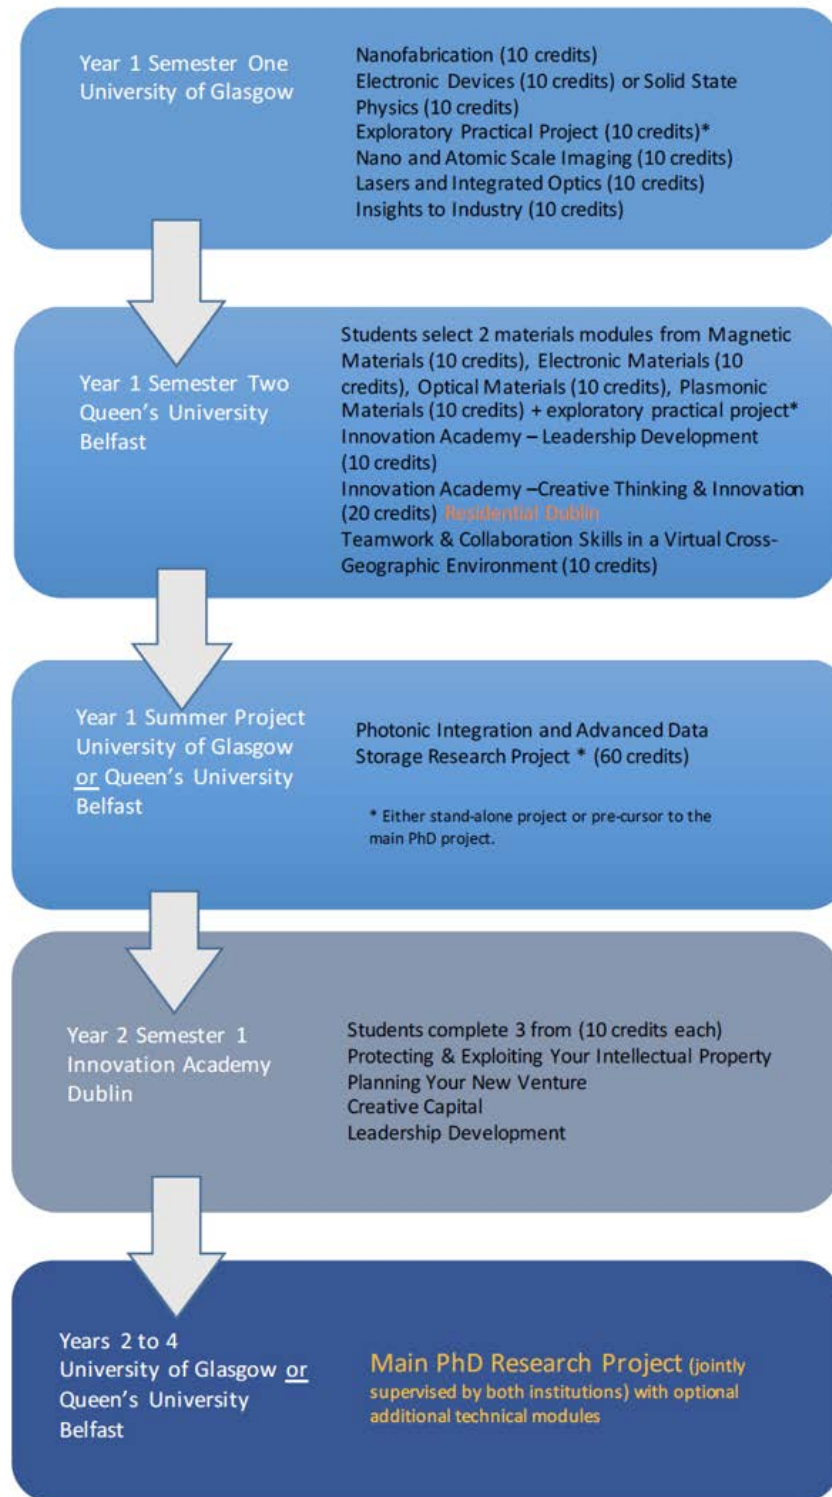 Year 1 Semester One
University of Glasgow
Nanofabrication (10 credits)
Electronic Devices (10 credits) or Solid State
Physics (10 credits)
Exploratory Practical Project (10 credits)*
Nano and Atomic Scale Imaging (10 credits)
Lasers and Integrated Optics (10 credits)
Insights to Industry (10 credits)
Year 1 Semester Two
Queen's University
Belfast
Students select 2 materials modules from Magnetic
Materials (10 credits), Electronic Materials (10
credits), Optical Materials (10 credits), Plasmonic
Materials (10 credits) + exploratory practical project*
Innovation Academy – Leadership Development
(10 credits)
Innovation Academy –Creative Thinking & Innovation
(20 credits) Residential Dublin
Teamwork & Collaboration Skills in a Virtual Cross-
Geographic Environment (10 credits)
Year 1 Summer Project
University of Glasgow
or Queen's University
Belfast
Photonic Integration and Advanced Data
Storage Research Project * (60 credits)
* Either stand-alone project or pre-cursor to the
main PhD project.
Year 2 Semester 1
Innovation Academy
Dublin
Students complete 3 from (10 credits each)
Protecting & Exploiting Your Intellectual Property
Planning Your New Venture
Creative Capital
Leadership Development
Years 2 to 4
University of Glasgow or
Queen's University
Belfast
Main PhD Research Project (jointly
supervised by both institutions) with optional
additional technical modules